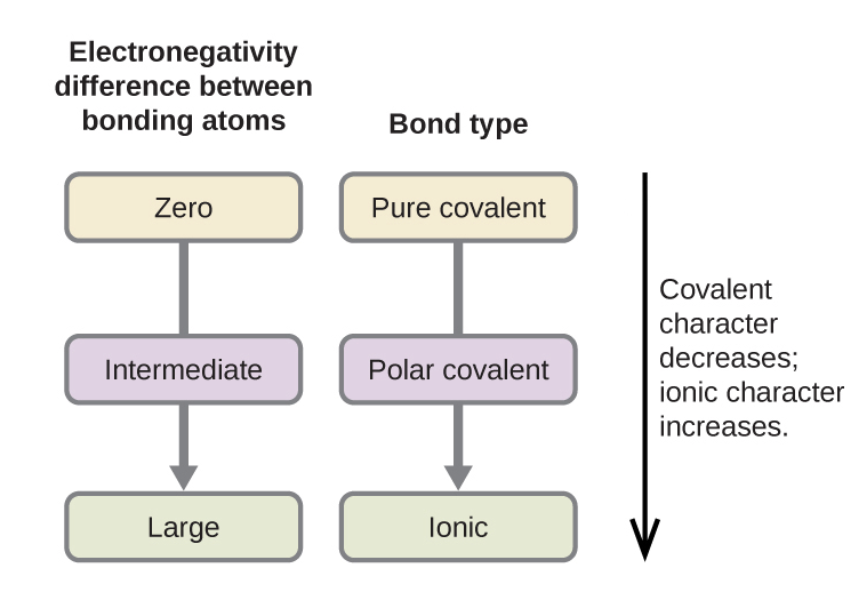 Electronegativity
difference between
bonding atoms
Bond type
Zero
Pure covalent
Intermediate
Polar covalent
Large
Ionic
Covalent
character
decreases;
ionic character
increases.